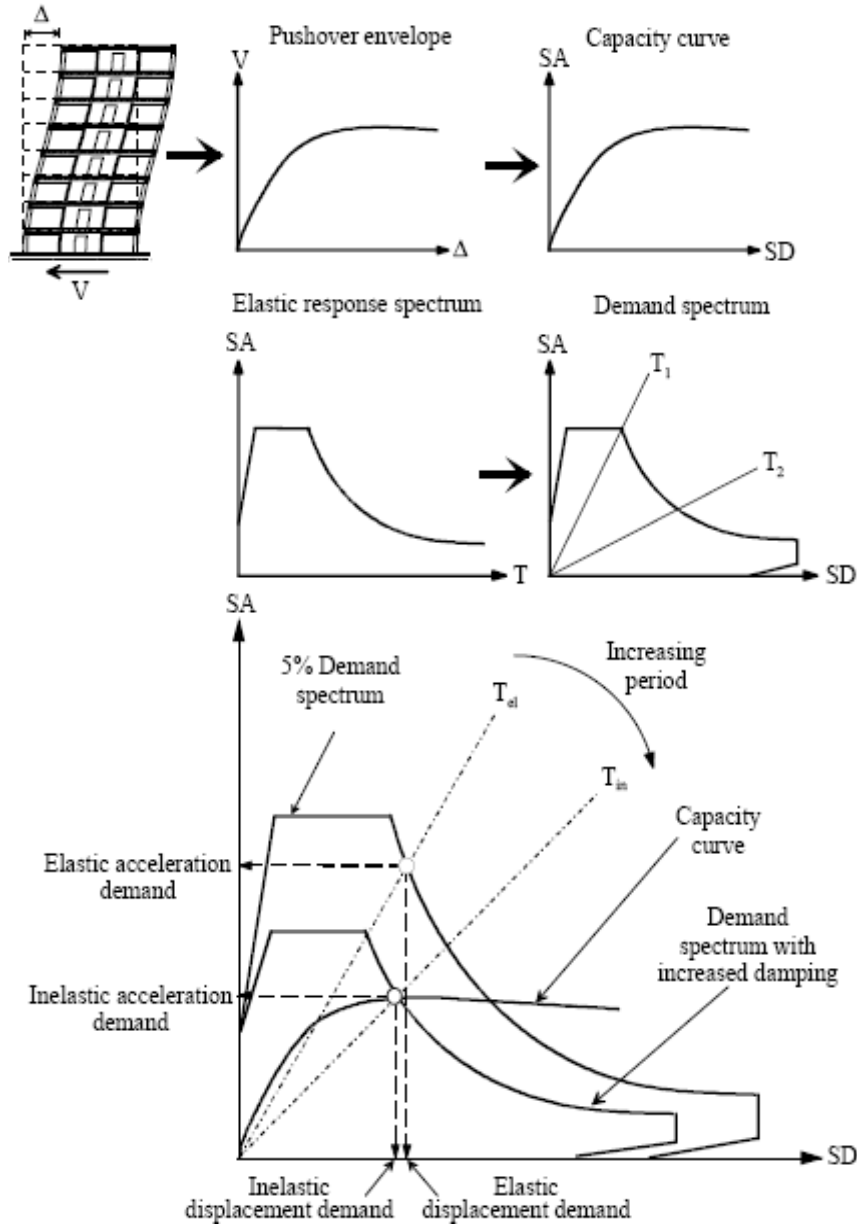 Δ
V
Pushover envelope
V
Δ
Capacity curve
SA
SD
Elastic response spectrum
SA
T
Demand spectrum
SA
T₁
T₂
SD
SA
5% Demand
spectrum
Increasing
period
Tₑₗ
Tᵢₙ
Capacity
curve
Elastic acceleration
demand
Demand
spectrum with
increased damping
Inelastic acceleration
demand
SD
Inelastic
displacement demand
Elastic
displacement demand